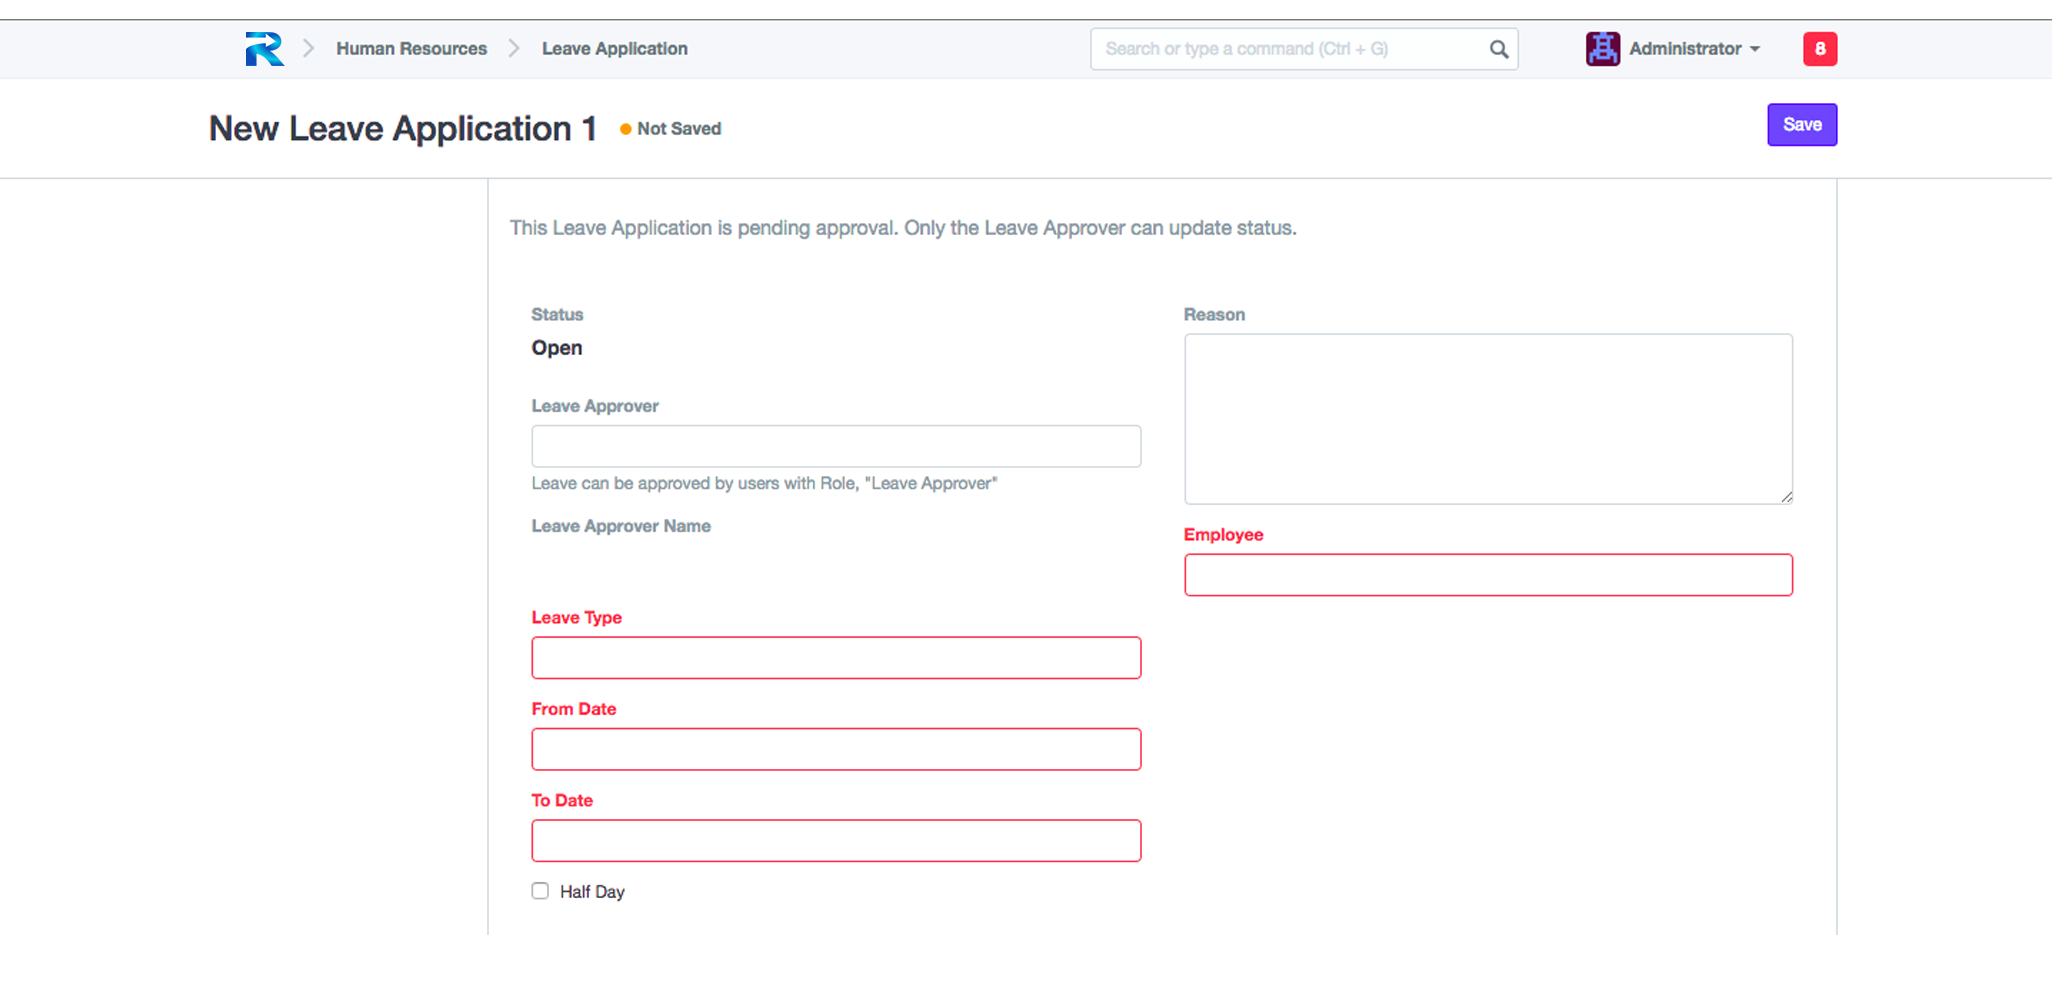 Human Resources
Leave Application
Search or type a command (Ctrl + G)
Administrator
8
New Leave Application 1
Not Saved
Save
This Leave Application is pending approval. Only the Leave Approver can update status.
Status
Open
Leave Approver
Leave can be approved by users with Role, "Leave Approver"
Leave Approver Name
Leave Type
From Date
To Date
Half Day
Reason
Employee